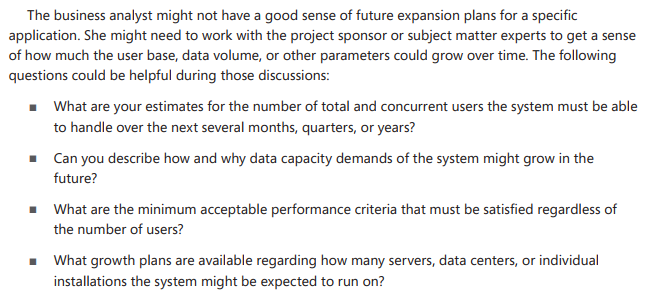 The business analyst might not have a good sense of future expansion plans for a specific
application. She might need to work with the project sponsor or subject matter experts to get a sense
of how much the user base, data volume, or other parameters could grow over time. The following
questions could be helpful during those discussions:
■ What are your estimates for the number of total and concurrent users the system must be able
to handle over the next several months, quarters, or years?
■ Can you describe how and why data capacity demands of the system might grow in the
future?
■ What are the minimum acceptable performance criteria that must be satisfied regardless of
the number of users?
■ What growth plans are available regarding how many servers, data centers, or individual
installations the system might be expected to run on?